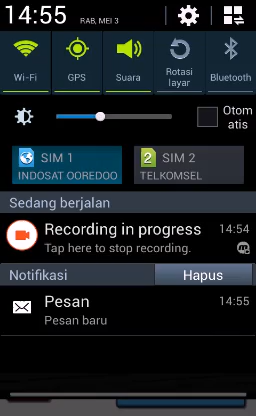 14:55 RAB, MEI 3
Wi-Fi GPS Suara Rotasi layar Bluetooth
Otomatis
SIM 1
INDOSAT OOREDOO
2 SIM 2
TELKOMSEL
Sedang berjalan
Recording in progress 14:54
Tap here to stop recording.
Notifikasi Hapus
Pesan 14:55
Pesan baru